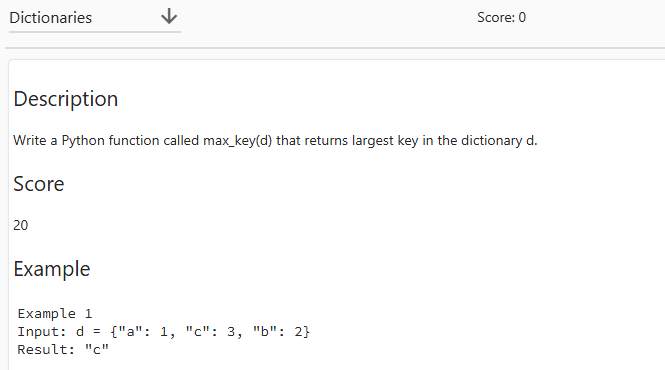 Dictionaries
Score: 0
Description
Write a Python function called max_key(d) that returns largest key in the dictionary d.
Score
20
Example
Example 1
Input: d = {"a": 1, "c": 3, "b": 2}
Result: "c"